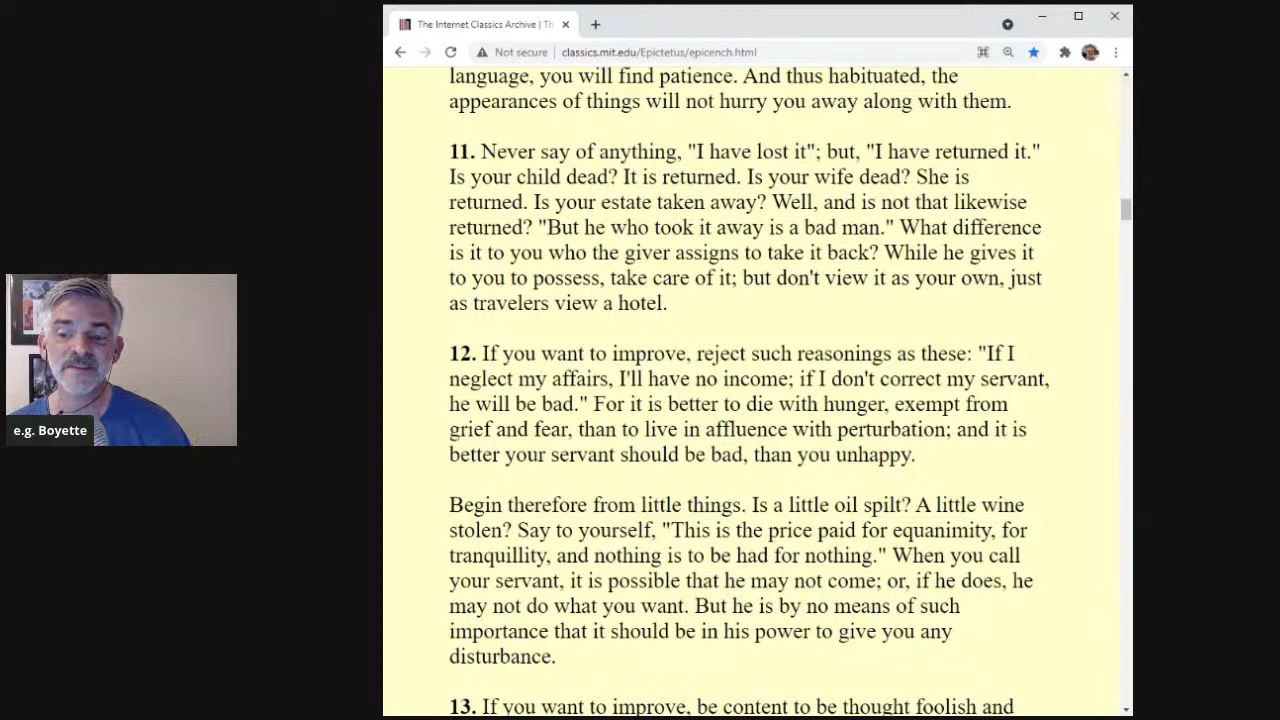 The Internet Classics Archive | Th
Not secure
classics.mit.edu/Epictetus/epicench.html
language, you will find patience. And thus habituated, the
appearances of things will not hurry you away along with them.
11. Never say of anything, "I have lost it"; but, "I have returned it."
Is your child dead? It is returned. Is your wife dead? She is
returned. Is your estate taken away? Well, and is not that likewise
returned? "But he who took it away is a bad man." What difference
is it to you who the giver assigns to take it back? While he gives it
to you to possess, take care of it; but don't view it as your own, just
as travelers view a hotel.
12. If you want to improve, reject such reasonings as these: "If I
neglect my affairs, I'll have no income; if I don't correct my servant,
he will be bad." For it is better to die with hunger, exempt from
grief and fear, than to live in affluence with perturbation; and it is
better your servant should be bad, than you unhappy.
Begin therefore from little things. Is a little oil spilt? A little wine
stolen? Say to yourself, "This is the price paid for equanimity, for
tranquillity, and nothing is to be had for nothing." When you call
your servant, it is possible that he may not come; or, if he does, he
may not do what you want. But he is by no means of such
importance that it should be in his power to give you any
disturbance.
13. If you want to improve, be content to be thought foolish and
e.g. Boyette